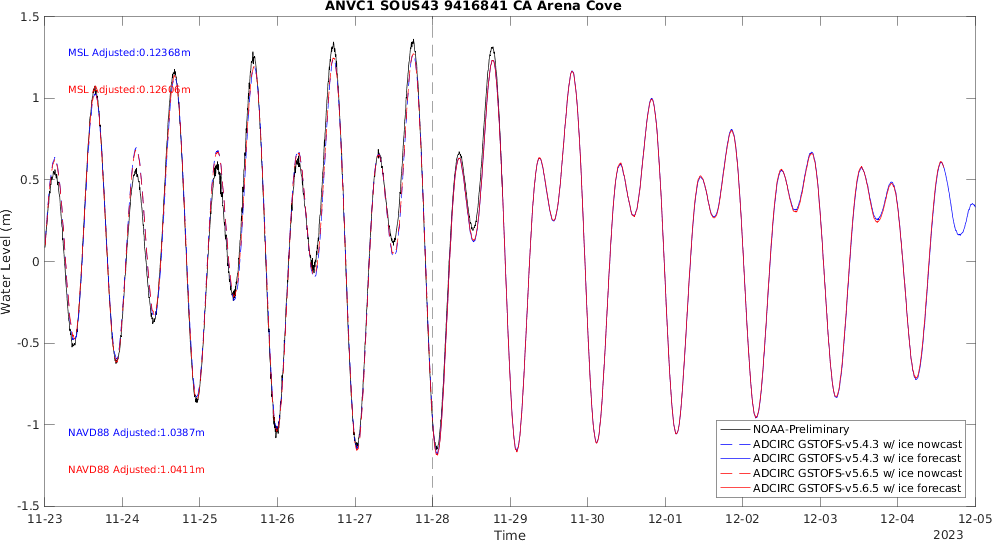 ANVC1 SOUS43 9416841 CA Arena Cove
1.5
1
0.5
0
-0.5
-1
-1.5
Water Level (m)
MSL Adjusted:0.12368m
MSL Adjusted:0.12606m
NAVD88 Adjusted:1.0387m
NAVD88 Adjusted:1.0411m
NOAA-Preliminary
ADCIRC GSTOFS-v5.4.3 w/ ice nowcast
ADCIRC GSTOFS-v5.4.3 w/ ice forecast
ADCIRC GSTOFS-v5.6.5 w/ ice nowcast
ADCIRC GSTOFS-v5.6.5 w/ ice forecast
11-23 11-24 11-25 11-26 11-27 11-28 11-29 11-30 12-01 12-02 12-03 12-04 12-05
Time
2023